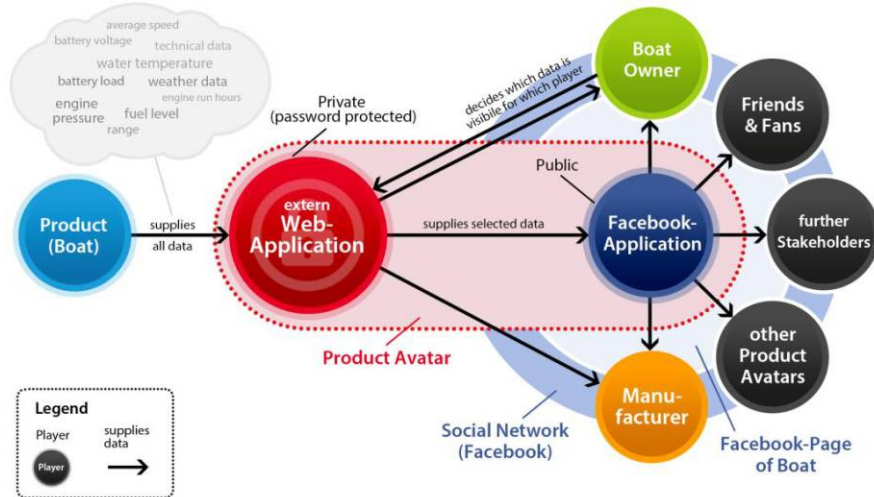 average speed
battery voltage
technical data
water temperature
battery load
weather data
engine
pressure
engine run hours
fuel level
range
Private
(password protected)
decides which data is
visibile for which player
Boat
Owner
Friends
& Fans
Public
Product
(Boat)
supplies
all data
extern
Web-
Application
supplies selected data
Facebook-
Application
further
Stakeholders
Product Avatar
other
Product
Avatars
Manu-
facturer
Social Network
(Facebook)
Facebook-Page
of Boat
Legend
Player
supplies
data
Player